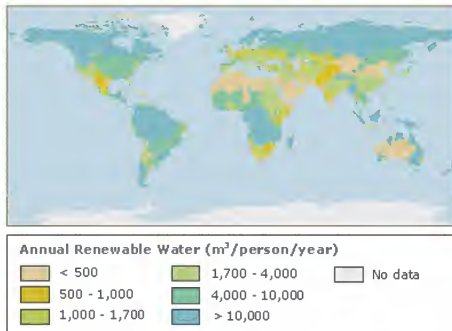 Annual Renewable Water (m³/person/year)
< 500
1,700 - 4,000
No data
500 - 1,000
4,000 - 10,000
1,000 - 1,700
> 10,000